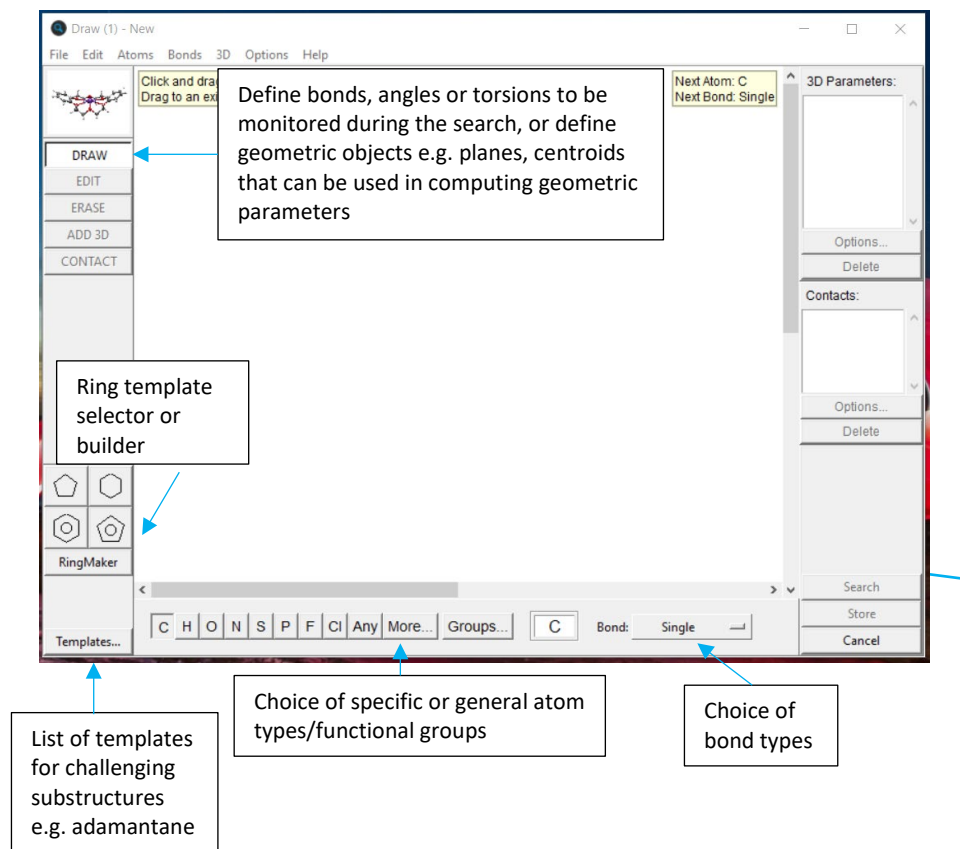 Draw (1) - New
File Edit Atoms Bonds 3D Options Help
Click and drag
Drag to an exi
Next Atom: C
Next Bond: Single
3D Parameters:
Define bonds, angles or torsions to be
monitored during the search, or define
geometric objects e.g. planes, centroids
that can be used in computing geometric
parameters
DRAW
EDIT
ERASE
ADD 3D
CONTACT
Options...
Delete
Contacts:
Options...
Delete
Ring template
selector or
builder
RingMaker
Templates...
C H O N S P F Cl Any More... Groups... C Bond: Single
Search
Store
Cancel
Choice of specific or general atom
types/functional groups
Choice of
bond types
List of templates
for challenging
substructures
e.g. adamantane